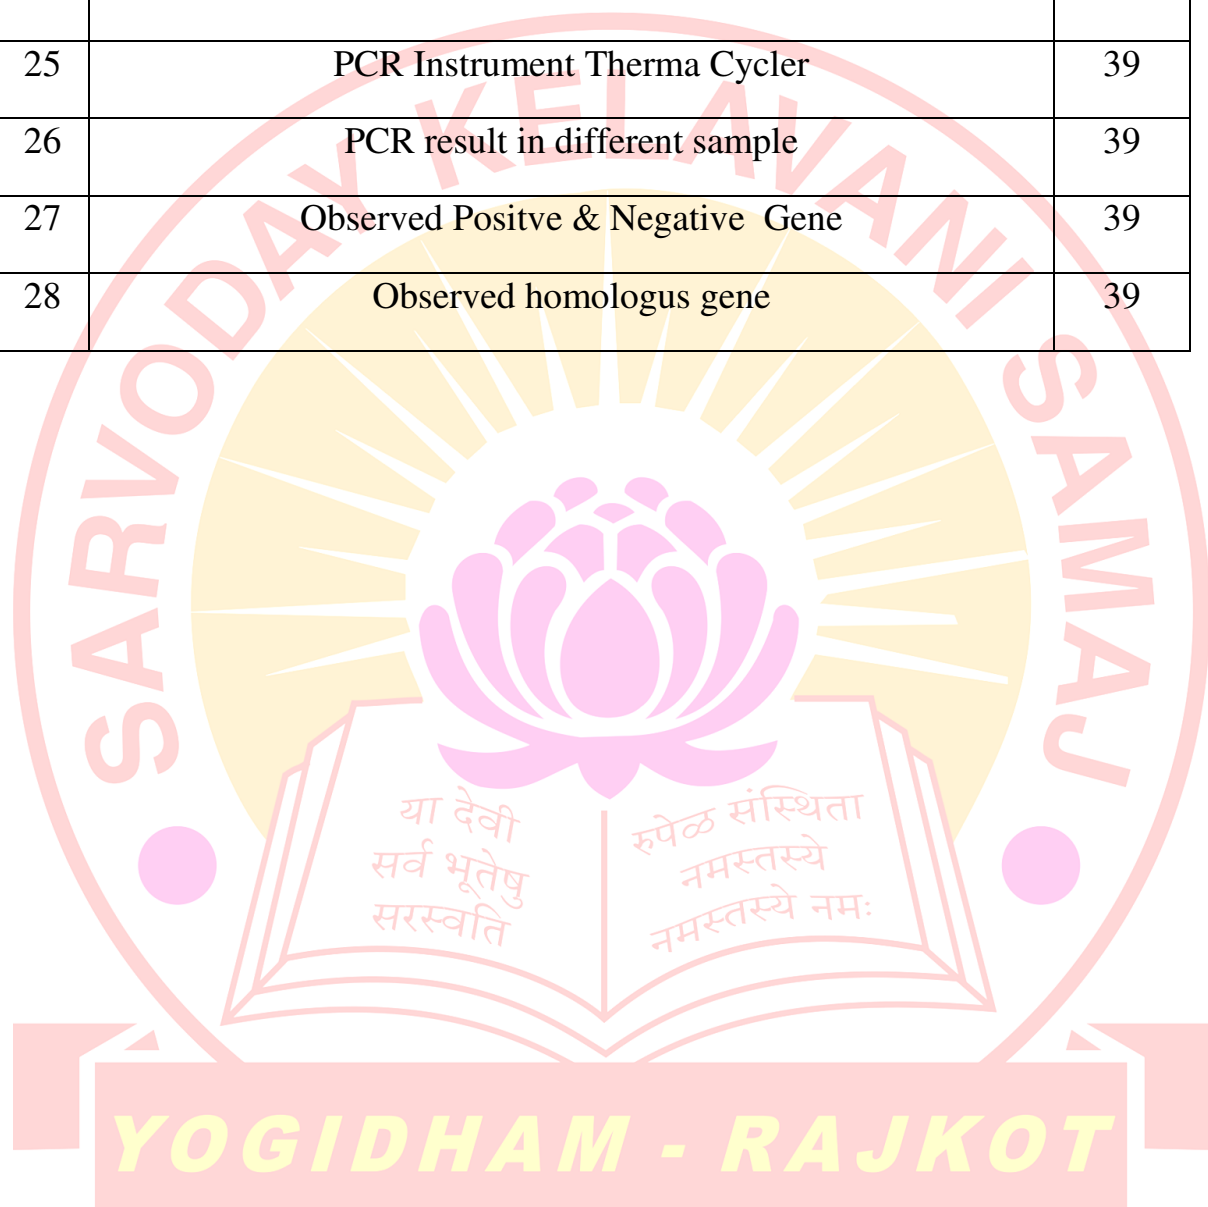 25 PCR Instrument Therma Cycler 39
26 PCR result in different sample 39
27 Observed Positve & Negative Gene 39
28 Observed homologus gene 39
SARVODAY KELAVANI SAMAJ
या देवी
सर्व भूतेषु
सरस्वति
रुपेळ संस्थिता
नमस्तस्ये
नमस्तस्ये नमः
YOGIDHAM - RAJKOT